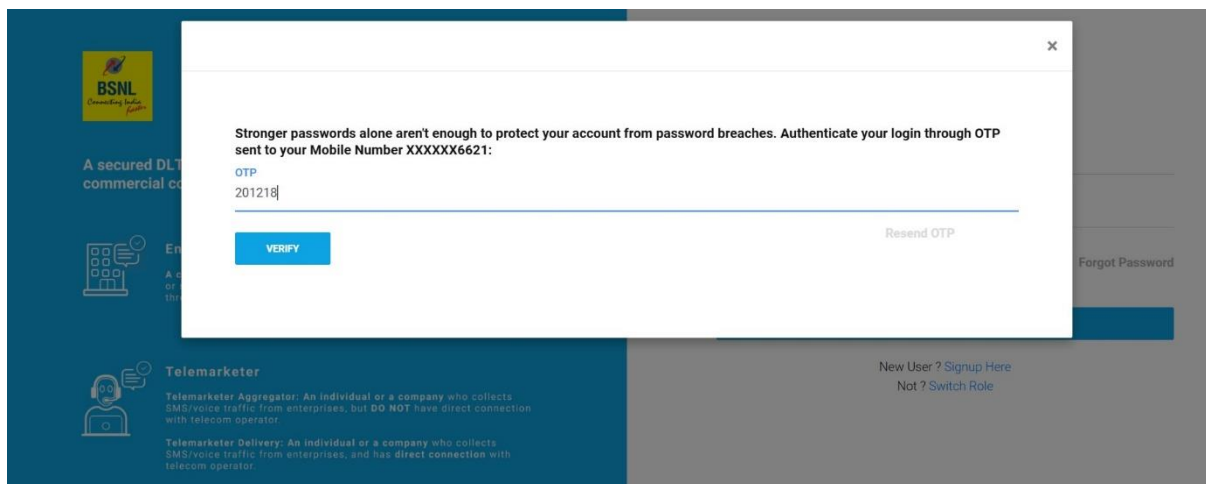 ×
BSNL
Connecting India
faster
Stronger passwords alone aren't enough to protect your account from password breaches. Authenticate your login through OTP
sent to your Mobile Number XXXXXX6621:
OTP
201218
VERIFY
Resend OTP
A secured DLT
commercial co
En
A c
or
thr
Forgot Password
Telemarketer
Telemarketer Aggregator: An individual or a company who collects
SMS/voice traffic from enterprises, but DO NOT have direct connection
with telecom operator.
Telemarketer Delivery: An individual or a company who collects
SMS/voice traffic from enterprises, and has direct connection with
telecom operator.
New User ? Signup Here
Not ? Switch Role